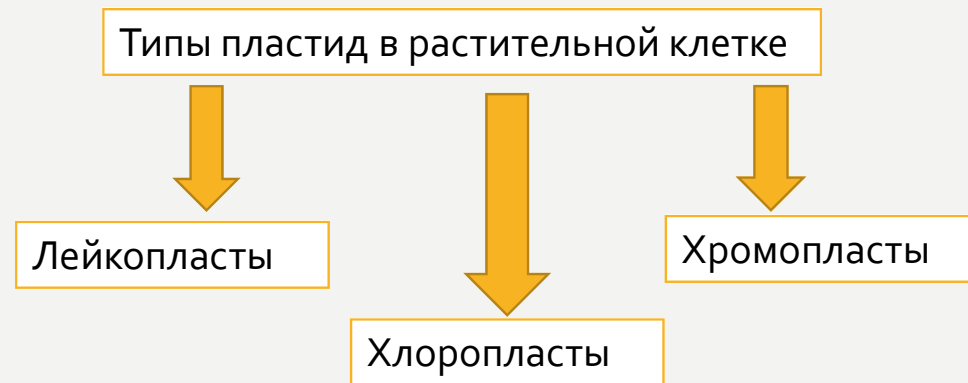 Типы пластид в растительной клетке
Лейкопласты
Хромопласты
Хлоропласты